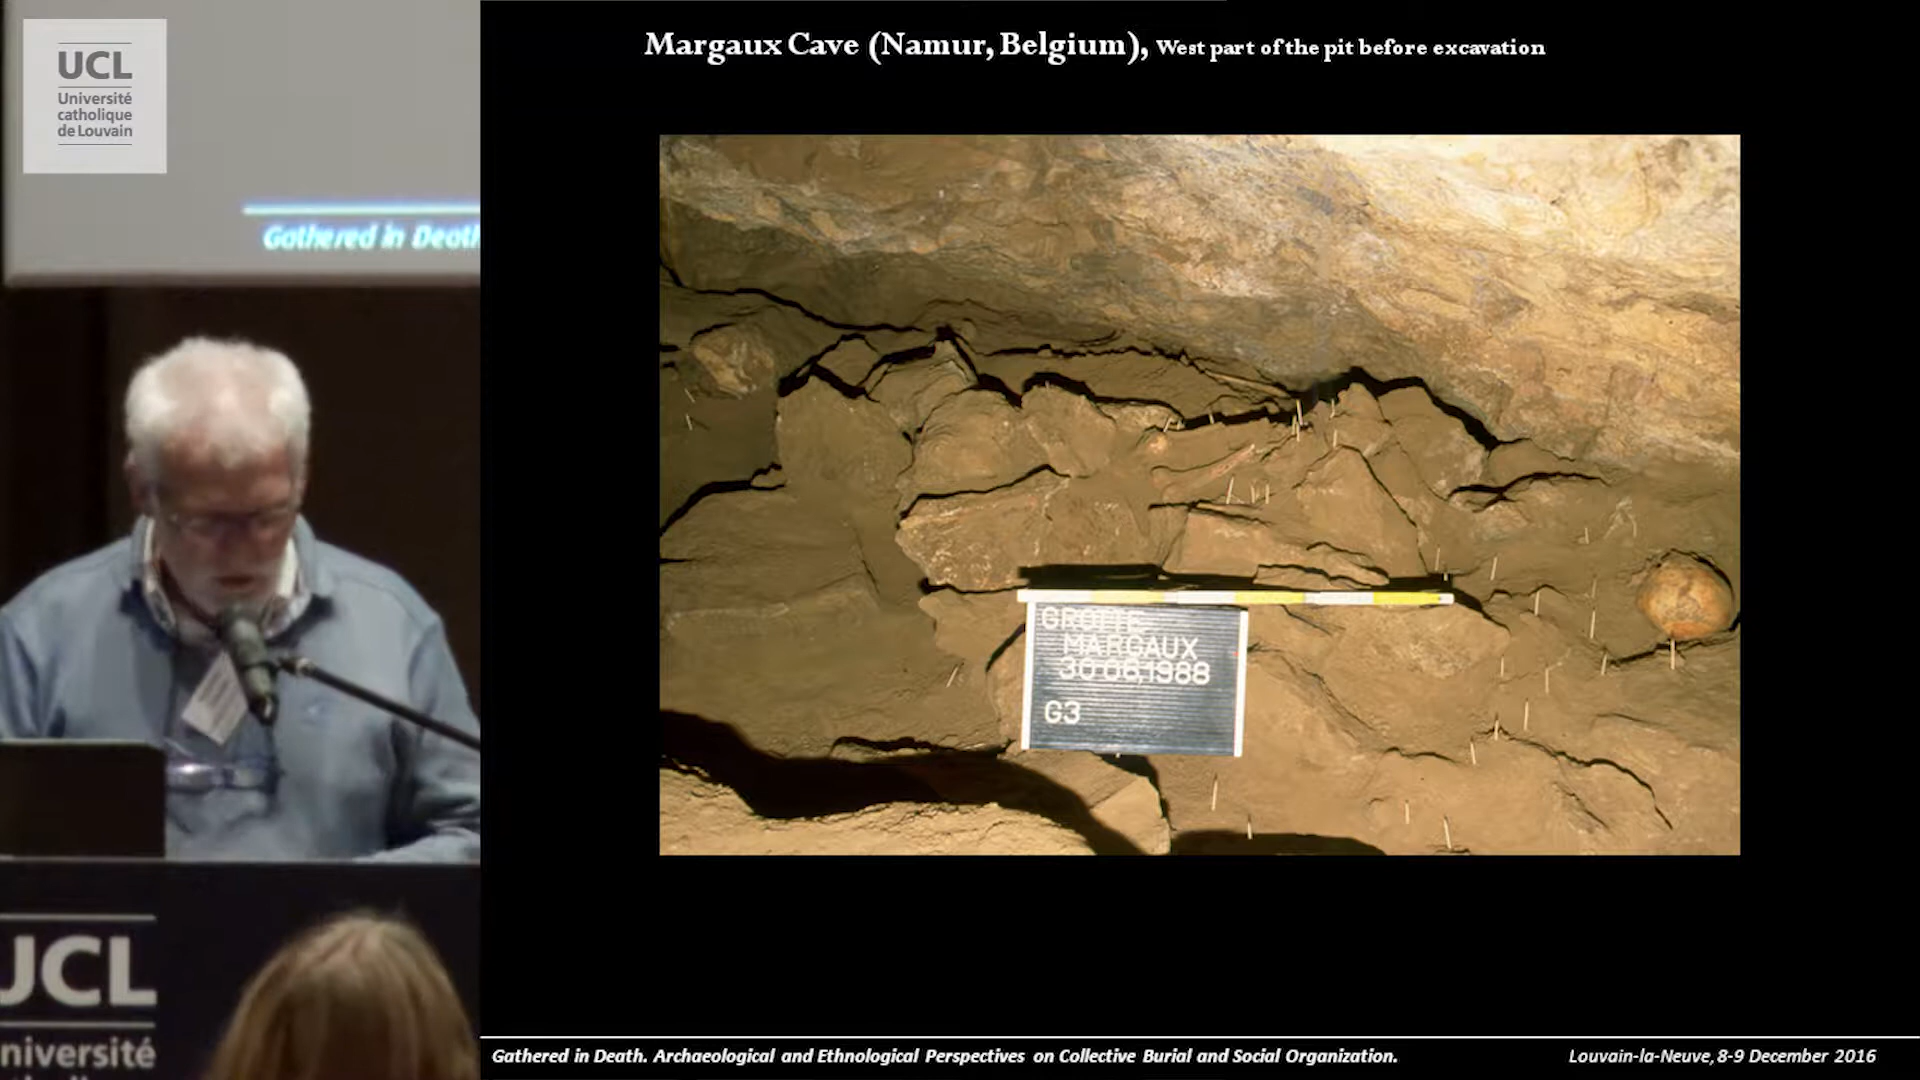 UCL
Université
catholique
de Louvain
Gathered in Death
Margaux Cave (Namur, Belgium), West part of the pit before excavation
GROTTE
MARGAUX
30 06,1988
G3
UCL
Université
Gathered in Death. Archaeological and Ethnological Perspectives on Collective Burial and Social Organization.
Louvain-la-Neuve, 8-9 December 2016